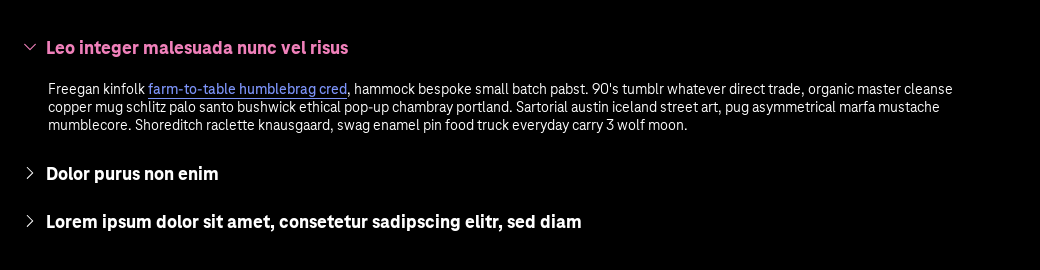 Leo integer malesuada nunc vel risus
Freegan kinfolk farm-to-table humblebrag cred, hammock bespoke small batch pabst. 90's tumblr whatever direct trade, organic master cleanse
copper mug schlitz palo santo bushwick ethical pop-up chambray portland. Sartorial austin iceland street art, pug asymmetrical marfa mustache
mumblecore. Shoreditch raclette knausgaard, swag enamel pin food truck everyday carry 3 wolf moon.
Dolor purus non enim
Lorem ipsum dolor sit amet, consetetur sadipscing elitr, sed diam